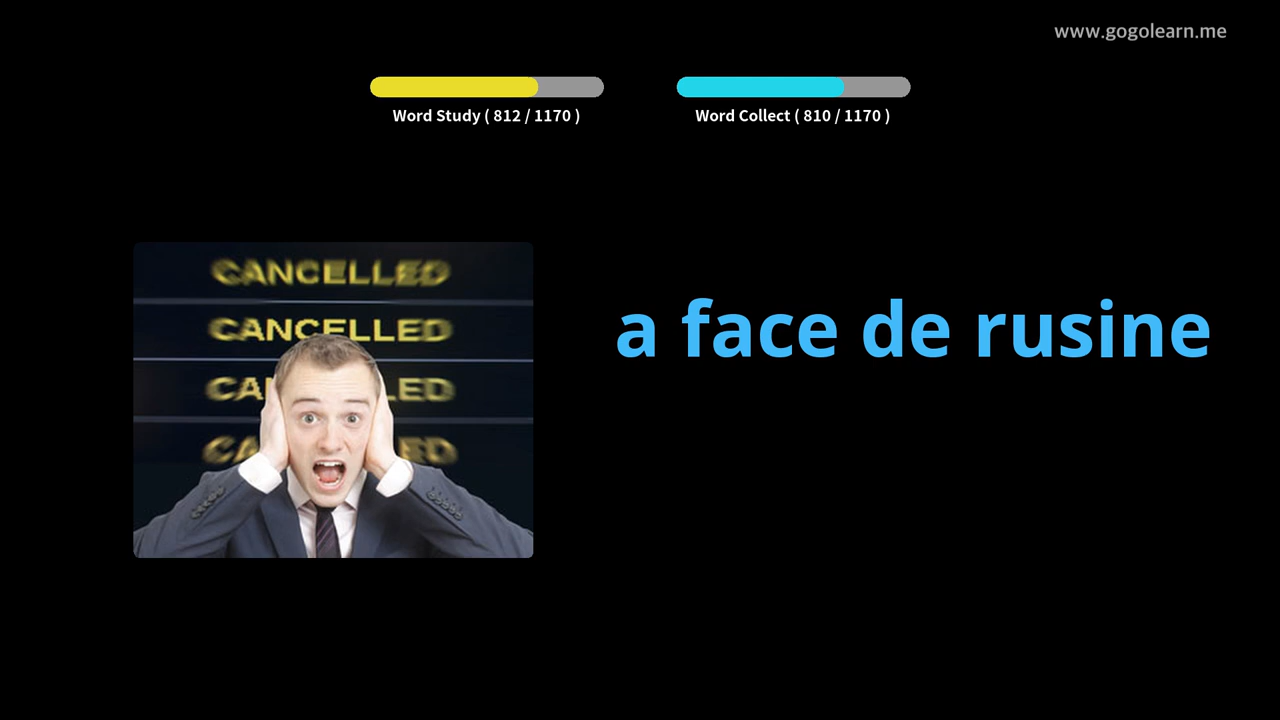 www.gogolearn.me
Word Study ( 812 / 1170 )
Word Collect ( 810 / 1170 )
CANCELLED
CANCELLED
a face de rusine